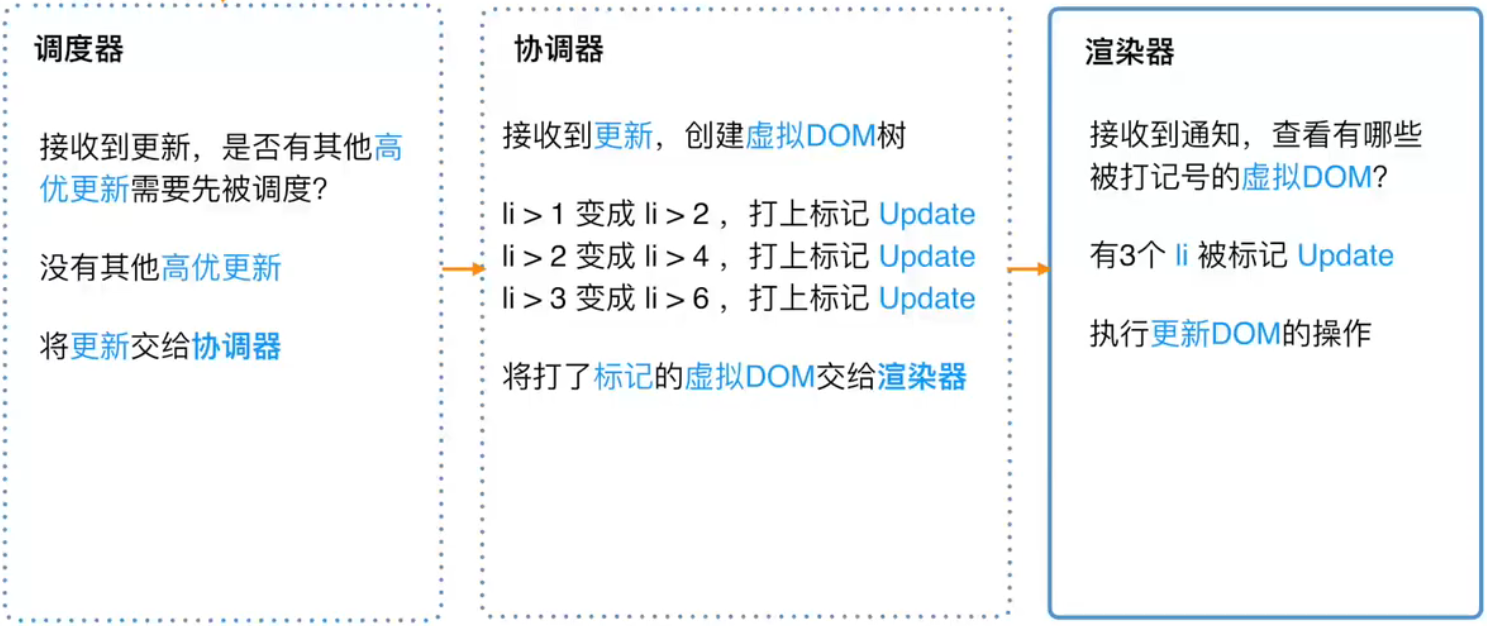 调度器
接收到更新，是否有其他高
优更新需要先被调度？
没有其他高优更新
将更新交给协调器
协调器
接收到更新，创建虚拟DOM树
li > 1 变成 li > 2 ，打上标记 Update
li > 2 变成 li > 4 ，打上标记 Update
li > 3 变成 li > 6 ，打上标记 Update
将打了标记的虚拟DOM交给渲染器
渲染器
接收到通知，查看有哪些
被打记号的虚拟DOM？
有3个 li 被标记 Update
执行更新DOM的操作